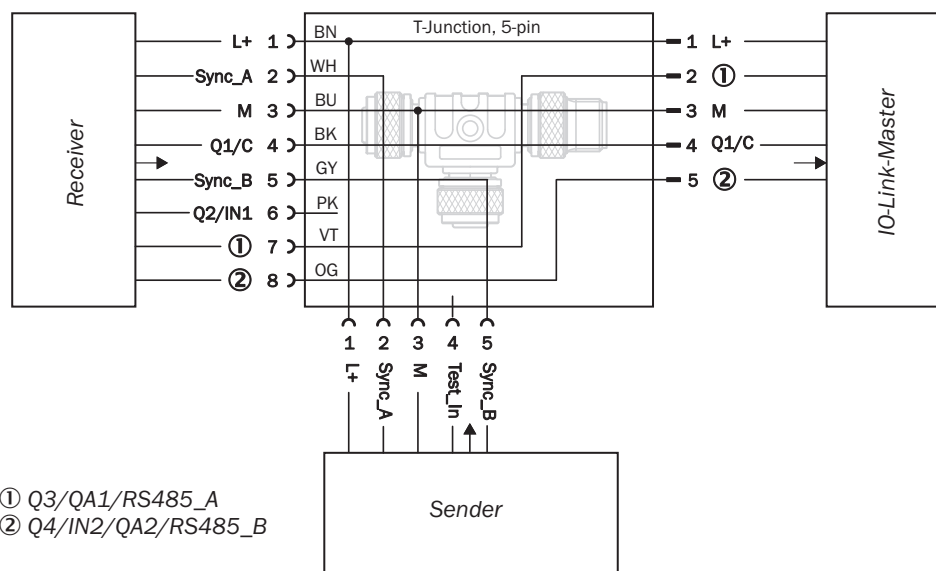 T-Junction, 5-pin
Receiver
L+ 1 BN
Sync_A 2 WH
M 3 BU
Q1/C 4 BK
Sync_B 5 GY
Q2/IN1 6 PK
① 7 VT
② 8 OG
1 L+
2 ①
3 M
4 Q1/C
5 ②
IO-Link-Master
1 2 3 4 5
L+ Sync_A M Test_In Sync_B
Sender
① Q3/QA1/RS485_A
② Q4/IN2/QA2/RS485_B